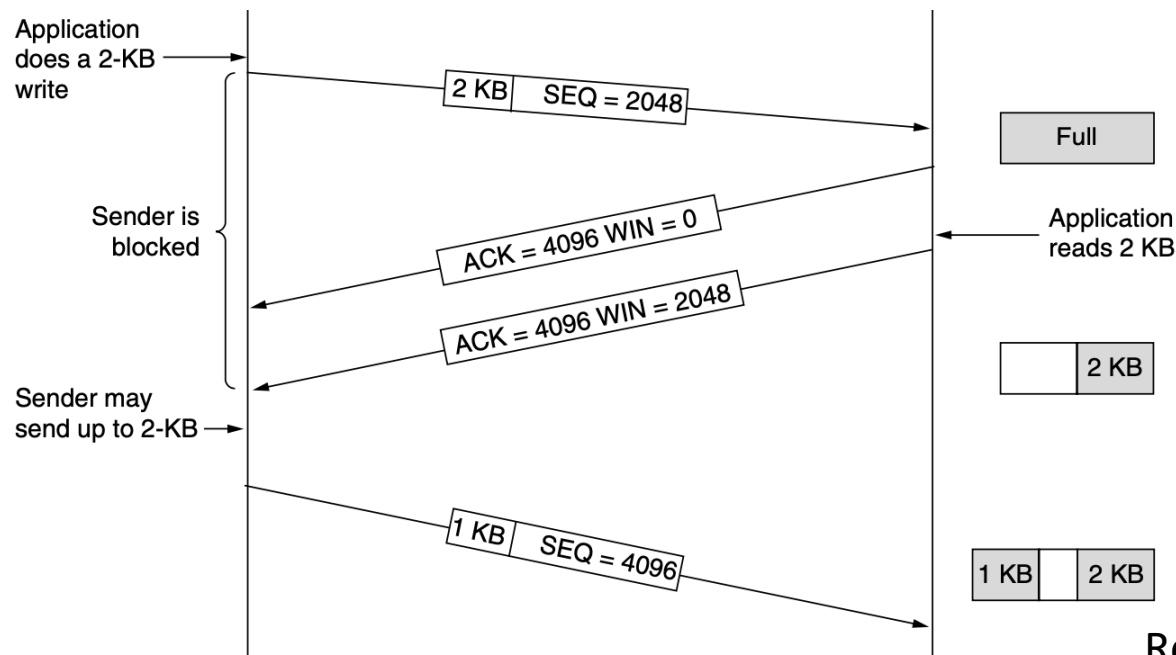 Application
does a 2-KB
write
2 KB SEQ = 2048
Full
ACK = 4096 WIN = 0
Sender is
blocked
Application
reads 2 KB
ACK = 4096 WIN = 2048
2 KB
Sender may
send up to 2-KB
1 KB SEQ = 4096
1 KB 2 KB